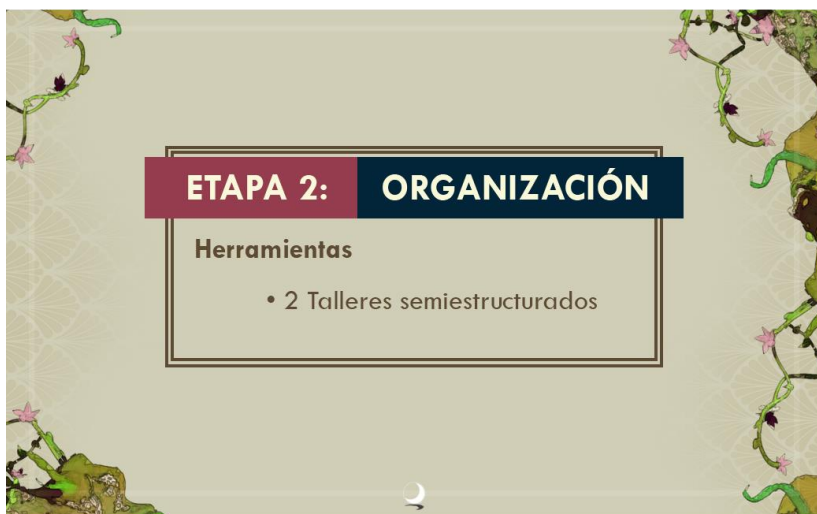 ETAPA 2: ORGANIZACIÓN
Herramientas
• 2 Talleres semiestructurados